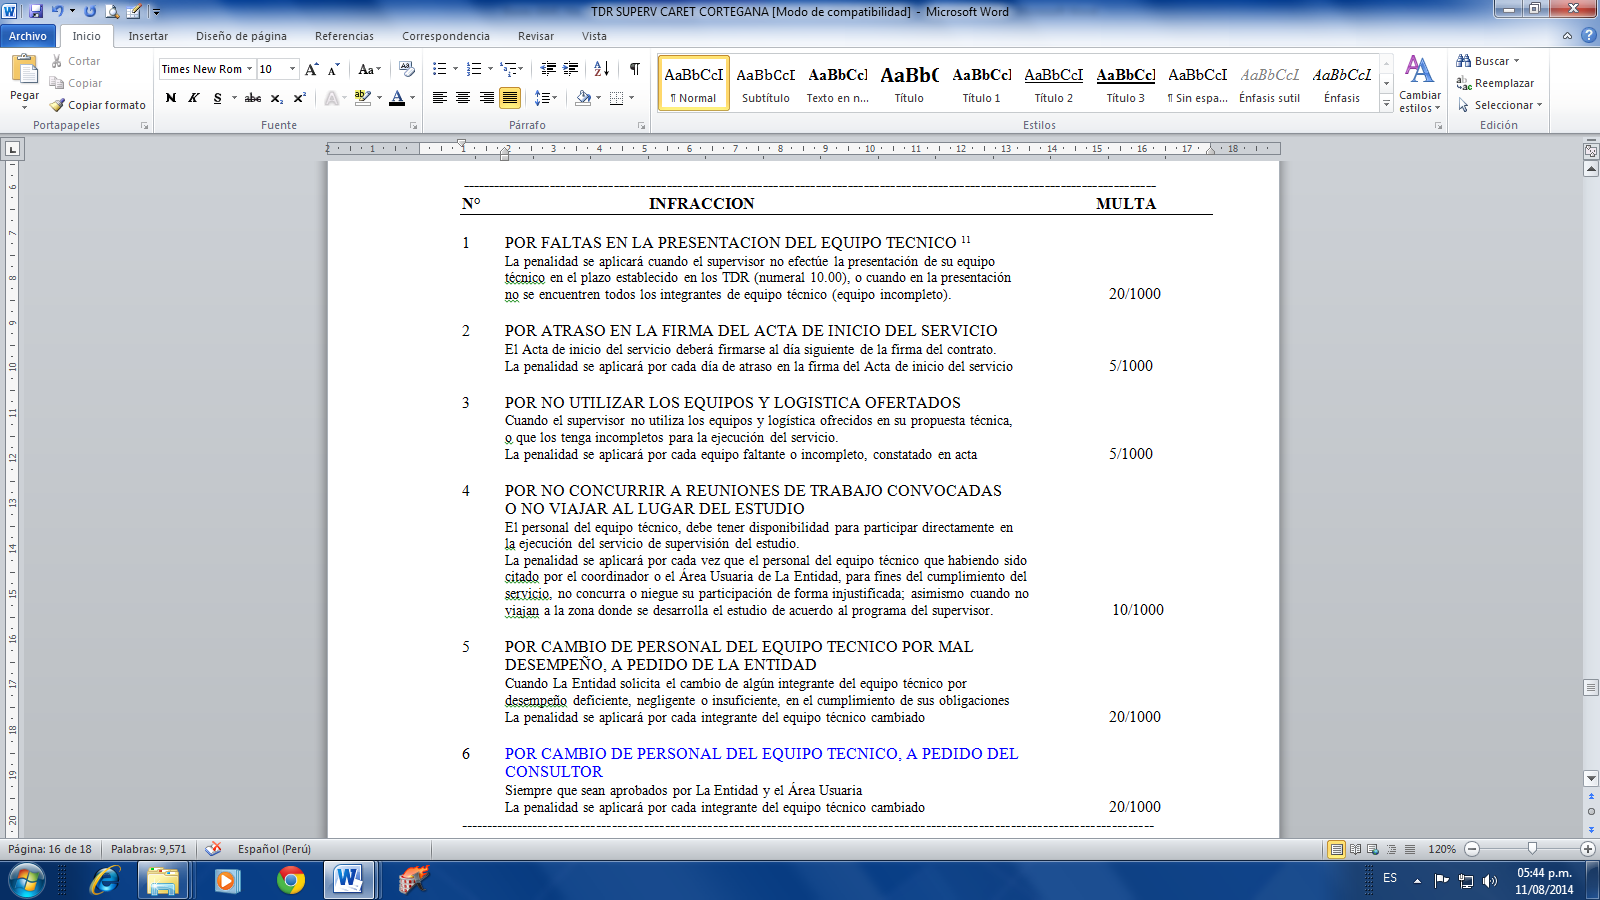 TDR SUPERV CARET CORTEGANA [Modo de compatibilidad] - Microsoft Word
Archivo Inicio Insertar Diseño de página Referencias Correspondencia Revisar Vista
Pegar
Cortar
Copiar
Copiar formato
Portapapeles
Times New Rom 10
N K S abc x₂ x²
Fuente
Párrafo
AaBbCcI AaBbCcI AaBbCcI AaBbC AaBbCcI AaBbCcI AaBbCcI AaBbCcI AaBbCcI AaBbCcI
¶ Normal Subtítulo Texto en n... Título Título 1 Título 2 Título 3 ¶ Sin espa... Énfasis sutil Énfasis
Estilos
Cambiar estilos
Buscar
Reemplazar
Seleccionar
Edición
N° INFRACCION MULTA
1 POR FALTAS EN LA PRESENTACION DEL EQUIPO TECNICO 11
La penalidad se aplicará cuando el supervisor no efectúe la presentación de su equipo
técnico en el plazo establecido en los TDR (numeral 10.00), o cuando en la presentación
no se encuentren todos los integrantes de equipo técnico (equipo incompleto). 20/1000
2 POR ATRASO EN LA FIRMA DEL ACTA DE INICIO DEL SERVICIO
El Acta de inicio del servicio deberá firmarse al día siguiente de la firma del contrato.
La penalidad se aplicará por cada día de atraso en la firma del Acta de inicio del servicio 5/1000
3 POR NO UTILIZAR LOS EQUIPOS Y LOGISTICA OFERTADOS
Cuando el supervisor no utiliza los equipos y logística ofrecidos en su propuesta técnica,
o que los tenga incompletos para la ejecución del servicio.
La penalidad se aplicará por cada equipo faltante o incompleto, constatado en acta 5/1000
4 POR NO CONCURRIR A REUNIONES DE TRABAJO CONVOCADAS
O NO VIAJAR AL LUGAR DEL ESTUDIO
El personal del equipo técnico, debe tener disponibilidad para participar directamente en
la ejecución del servicio de supervisión del estudio.
La penalidad se aplicará por cada vez que el personal del equipo técnico que habiendo sido
citado por el coordinador o el Área Usuaria de La Entidad, para fines del cumplimiento del
servicio, no concurra o niegue su participación de forma injustificada; asimismo cuando no
viajan a la zona donde se desarrolla el estudio de acuerdo al programa del supervisor. 10/1000
5 POR CAMBIO DE PERSONAL DEL EQUIPO TECNICO POR MAL
DESEMPEÑO, A PEDIDO DE LA ENTIDAD
Cuando La Entidad solicita el cambio de algún integrante del equipo técnico por
desempeño deficiente, negligente o insuficiente, en el cumplimiento de sus obligaciones
La penalidad se aplicará por cada integrante del equipo técnico cambiado 20/1000
6 POR CAMBIO DE PERSONAL DEL EQUIPO TECNICO, A PEDIDO DEL
CONSULTOR
Siempre que sean aprobados por La Entidad y el Área Usuaria
La penalidad se aplicará por cada integrante del equipo técnico cambiado 20/1000
Página: 16 de 18 Palabras: 9,571 Español (Perú) 120%
ES 05:44 p.m.
11/08/2014